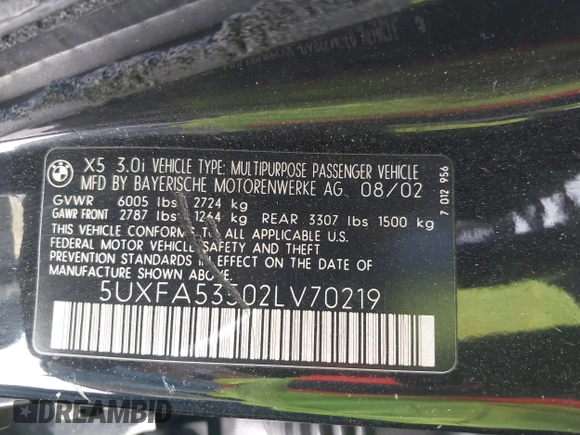 X5 3.0i VEHICLE TYPE: MULTIPURPOSE PASSENGER VEHICLE
MFD BY BAYERISCHE MOTORENWERKE AG 08/02
GVWR 6005 lbs 2724 kg
GAWR FRONT 2787 lbs 1264 kg REAR 3307 lbs 1500 kg
THIS VEHICLE CONFORMS TO ALL APPLICABLE U.S.
FEDERAL MOTOR VEHICLE SAFETY AND THEFT
PREVENTION STANDARDS IN EFFECT ON THE DATE OF
MANUFACTURE SHOWN ABOVE.
5UXFA53502LV70219
7 012 956
DREAMBID